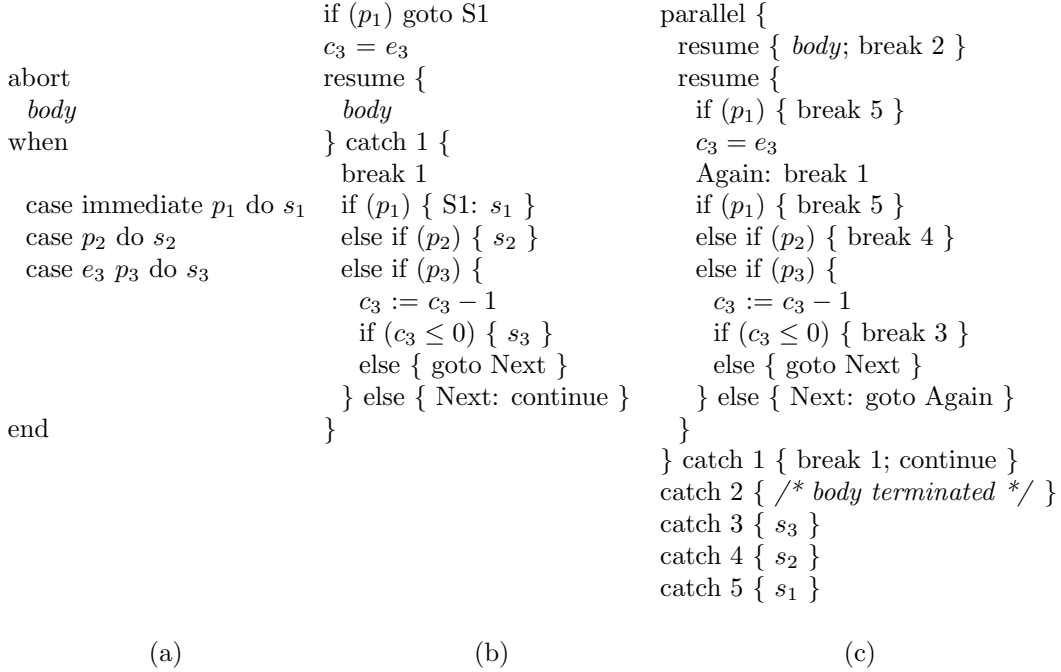 abort
body
when
case immediate p₁ do s₁
case p₂ do s₂
case e₃ p₃ do s₃
end
(a)
if (p₁) goto S1
c₃ = e₃
resume {
body
} catch 1 {
break 1
if (p₁) { S1: s₁ }
else if (p₂) { s₂ }
else if (p₃) {
c₃ := c₃ − 1
if (c₃ ≤ 0) { s₃ }
else { goto Next }
} else { Next: continue }
}
(b)
parallel {
resume { body; break 2 }
resume {
if (p₁) { break 5 }
c₃ = e₃
Again: break 1
if (p₁) { break 5 }
else if (p₂) { break 4 }
else if (p₃) {
c₃ := c₃ − 1
if (c₃ ≤ 0) { break 3 }
else { goto Next }
} else { Next: goto Again }
}
} catch 1 { break 1; continue }
catch 2 { /* body terminated */ }
catch 3 { s₃ }
catch 4 { s₂ }
catch 5 { s₁ }
(c)